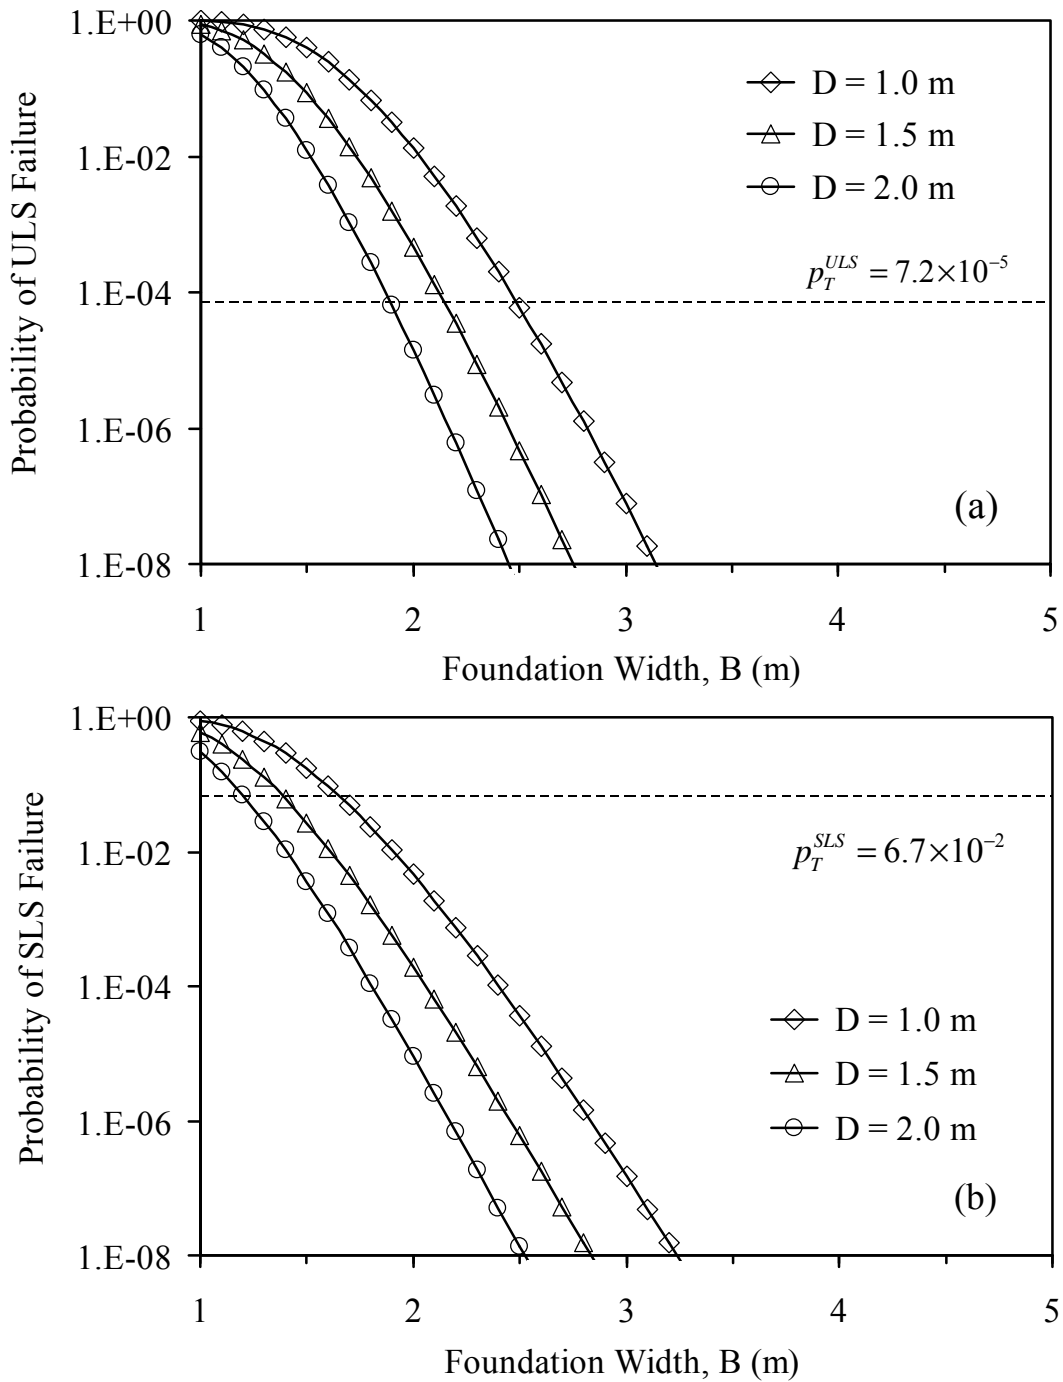 1.E+00
1.E-02
1.E-04
1.E-06
1.E-08
Probability of ULS Failure
D = 1.0 m
D = 1.5 m
D = 2.0 m
p_T^{ULS} = 7.2×10^{-5}
(a)
1 2 3 4 5
Foundation Width, B (m)
1.E+00
1.E-02
1.E-04
1.E-06
1.E-08
Probability of SLS Failure
p_T^{SLS} = 6.7×10^{-2}
D = 1.0 m
D = 1.5 m
D = 2.0 m
(b)
1 2 3 4 5
Foundation Width, B (m)